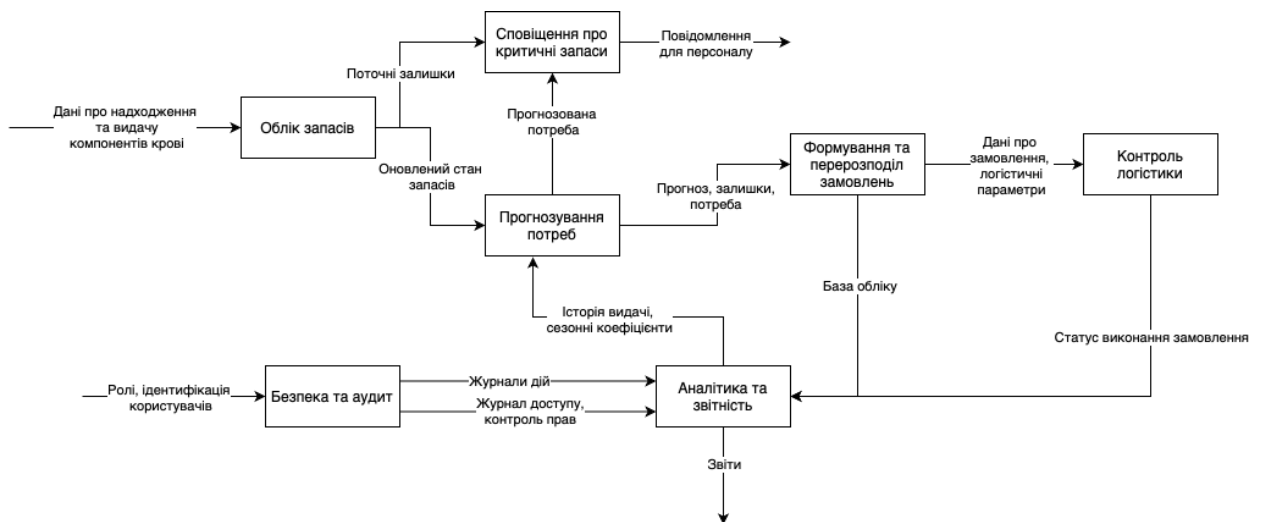 Сповіщення про
критичні запаси
Повідомлення
для персоналу
Поточні залишки
Дані про надходження
та видачу
компонентів крові
Облік запасів
Прогнозована
потреба
Оновлений стан
запасів
Формування та
перерозподіл
замовлень
Дані про
замовлення,
логістичні
параметри
Контроль
логістики
Прогноз, залишки,
потреба
Прогнозування
потреб
База обліку
Історія видачі,
сезонні коефіцієнти
Статус виконання замовлення
Ролі, ідентифікація
користувачів
Безпека та аудит
Журнали дій
Журнал доступу,
контроль прав
Аналітика та
звітність
Звіти